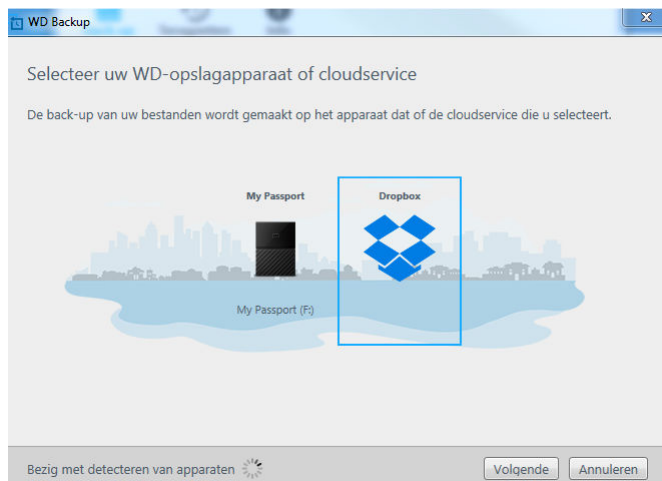 WD Backup
Selecteer uw WD-opslagapparaat of cloudservice
De back-up van uw bestanden wordt gemaakt op het apparaat dat of de cloudservice die u selecteert.
My Passport
Dropbox
My Passport (F:)
Bezig met detecteren van apparaten
Volgende
Annuleren